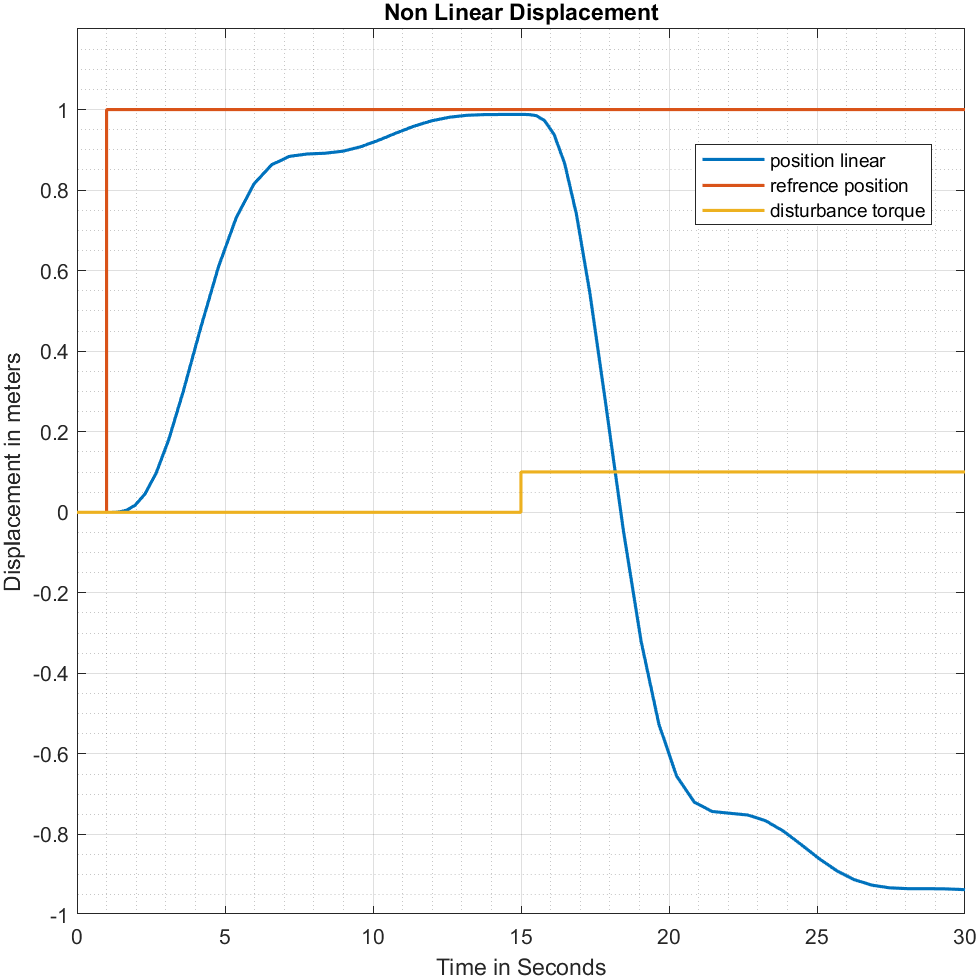 Non Linear Displacement
position linear
refrence position
disturbance torque
1
0.8
0.6
0.4
0.2
0
-0.2
-0.4
-0.6
-0.8
-1
Displacement in meters
0 5 10 15 20 25 30
Time in Seconds